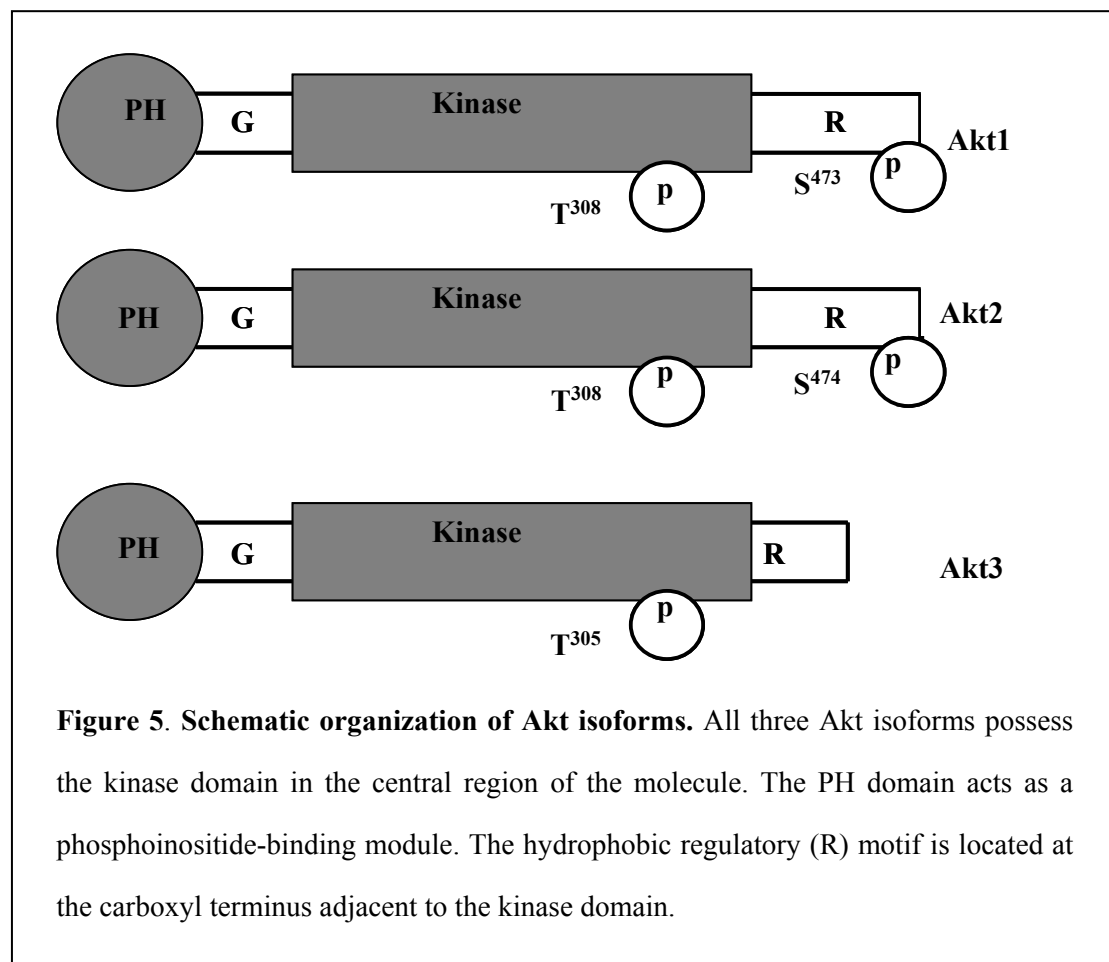 PH G Kinase R Akt1
p p
T³⁰⁸ S⁴⁷³
PH G Kinase R Akt2
p p
T³⁰⁸ S⁴⁷⁴
PH G Kinase R Akt3
p
T³⁰⁵
Figure 5. Schematic organization of Akt isoforms. All three Akt isoforms possess
the kinase domain in the central region of the molecule. The PH domain acts as a
phosphoinositide-binding module. The hydrophobic regulatory (R) motif is located at
the carboxyl terminus adjacent to the kinase domain.